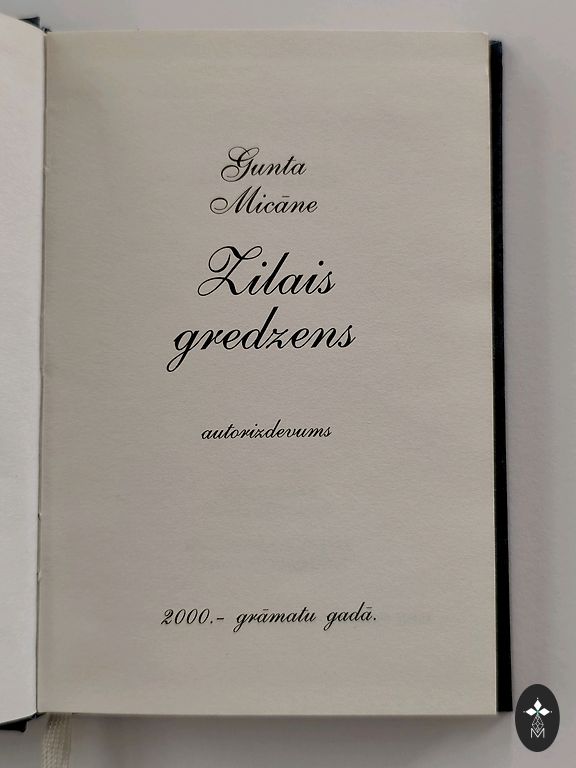 Gunta
Micāne
Zilais
gredzens
autorizdevums
2000.- grāmatu gadā.
M